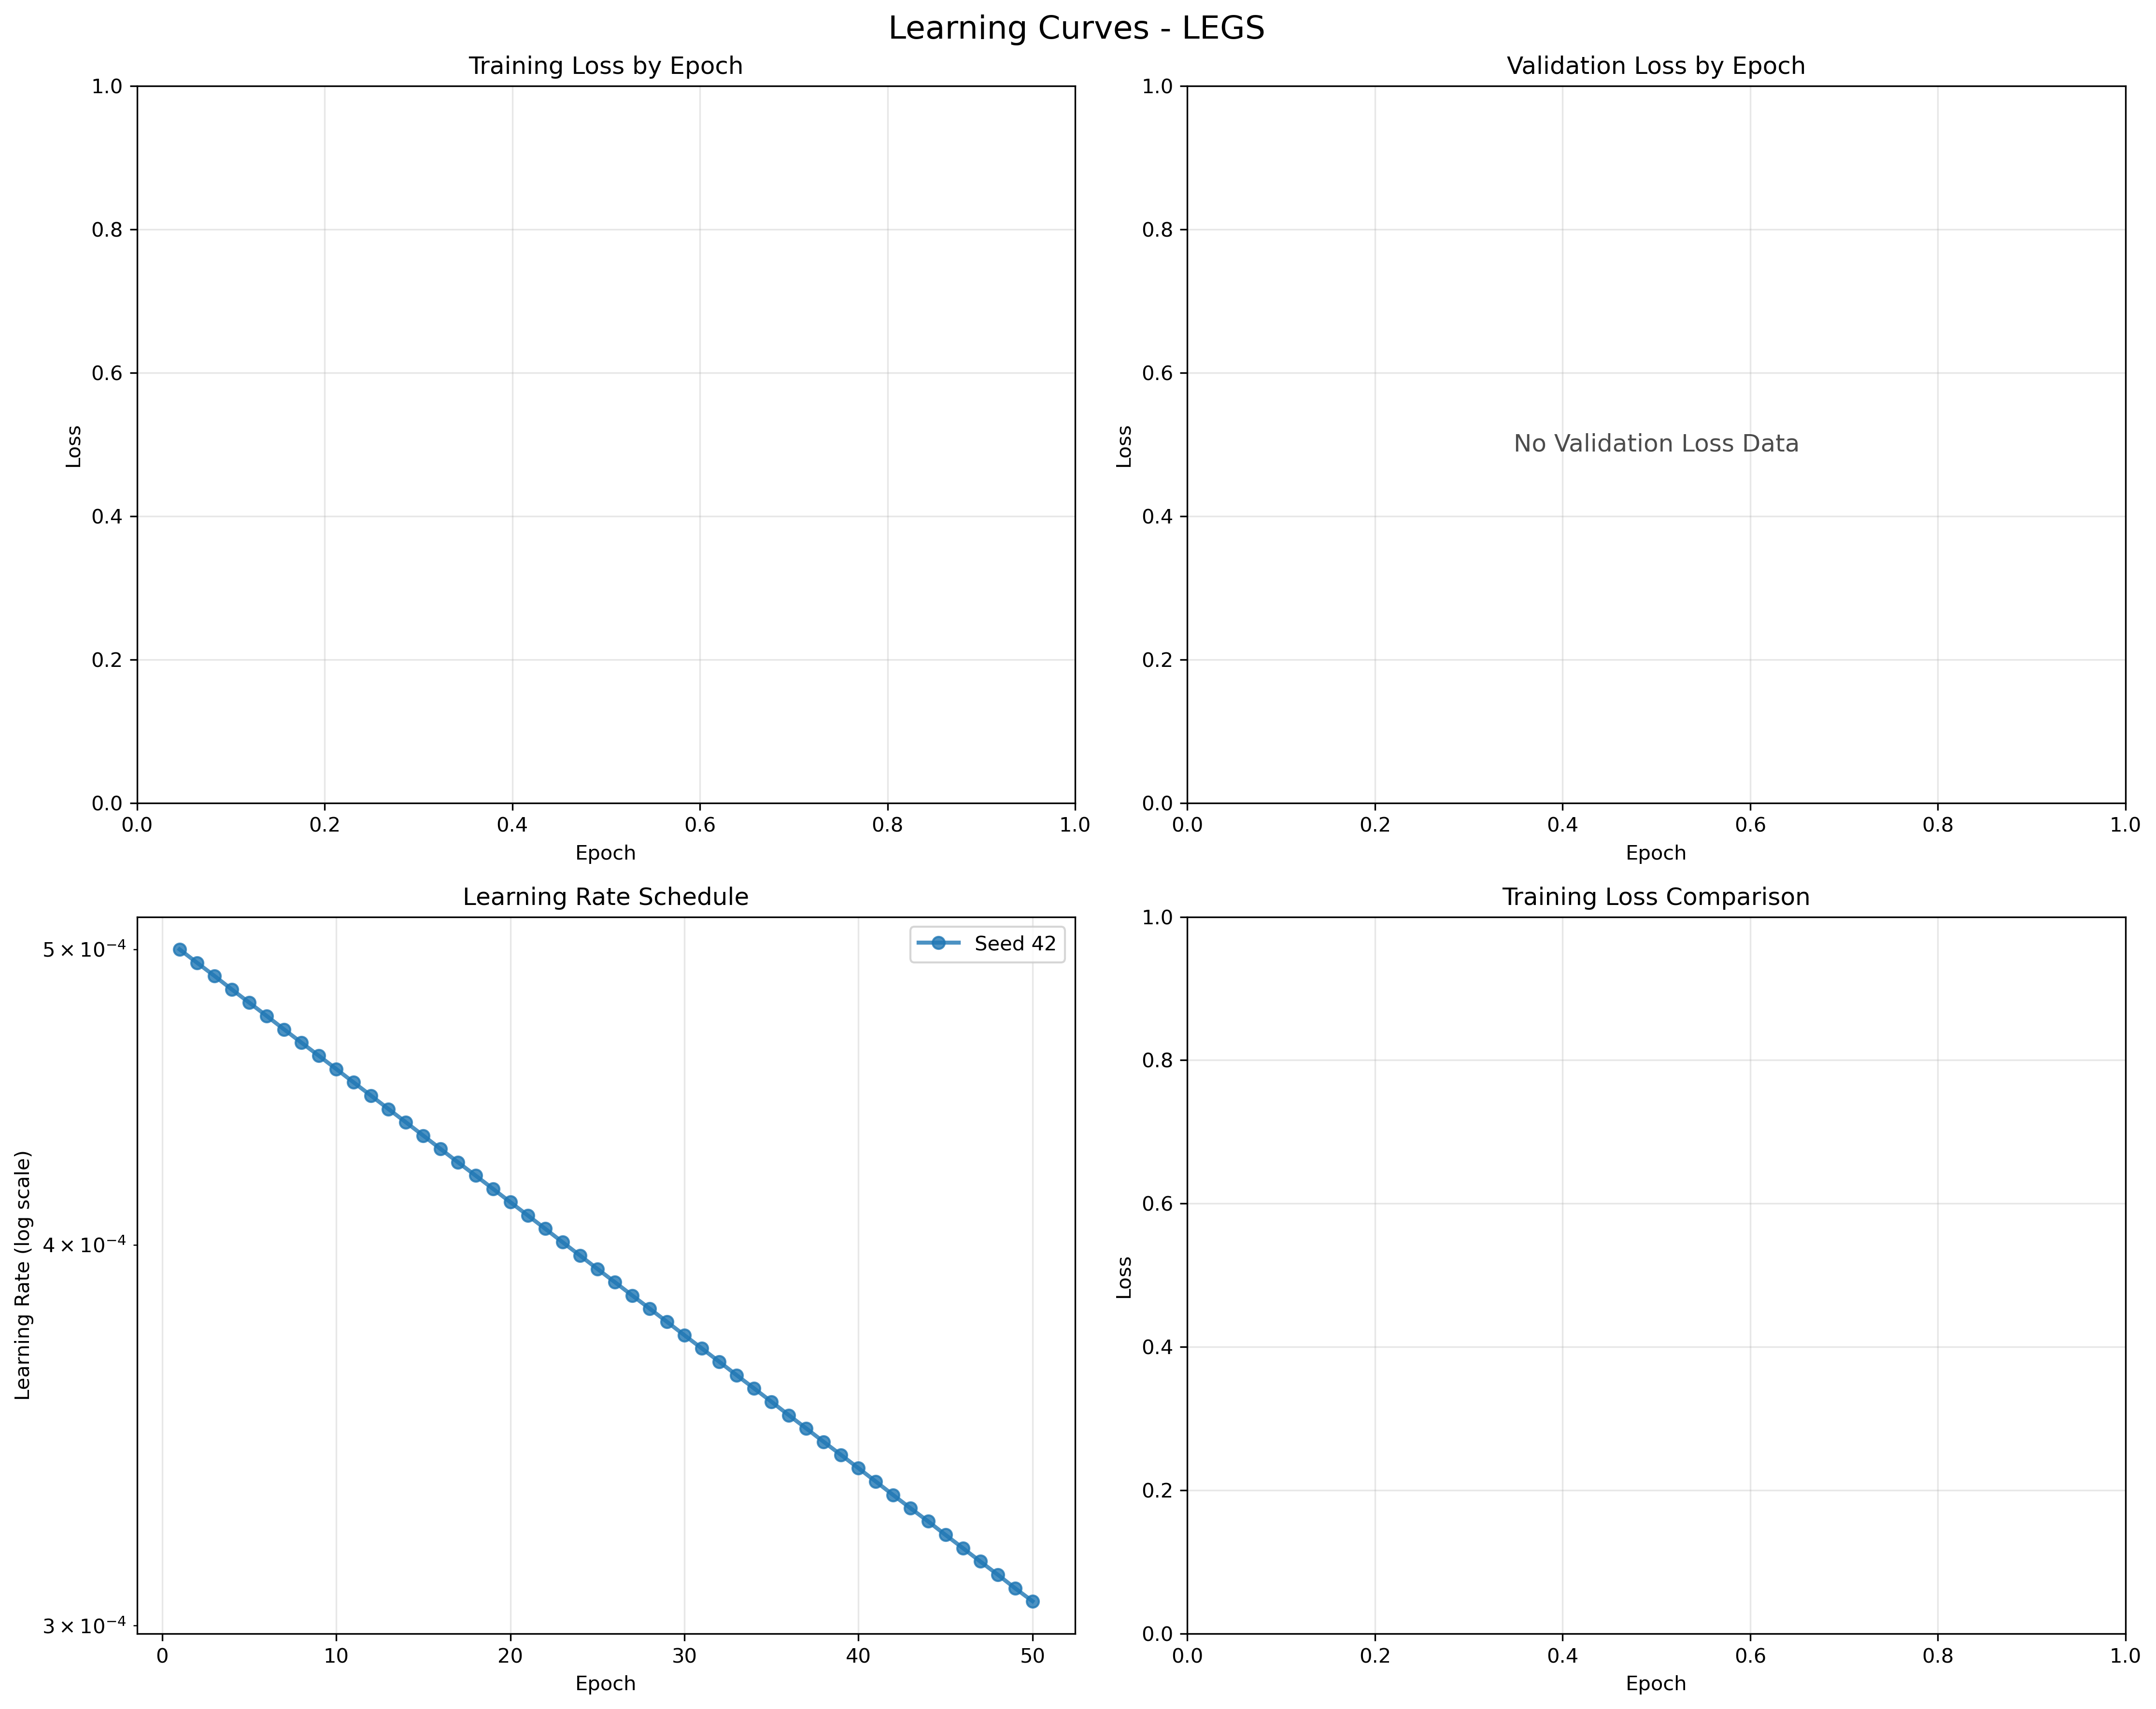 Learning Curves - LEGS
Training Loss by Epoch
1.0
0.8
0.6
0.4
0.2
0.0
Loss
0.0 0.2 0.4 0.6 0.8 1.0
Epoch
Validation Loss by Epoch
1.0
0.8
0.6
0.4
0.2
0.0
Loss
No Validation Loss Data
0.0 0.2 0.4 0.6 0.8 1.0
Epoch
Learning Rate Schedule
Seed 42
5 × 10⁻⁴
4 × 10⁻⁴
3 × 10⁻⁴
Learning Rate (log scale)
0 10 20 30 40 50
Epoch
Training Loss Comparison
1.0
0.8
0.6
0.4
0.2
0.0
Loss
0.0 0.2 0.4 0.6 0.8 1.0
Epoch